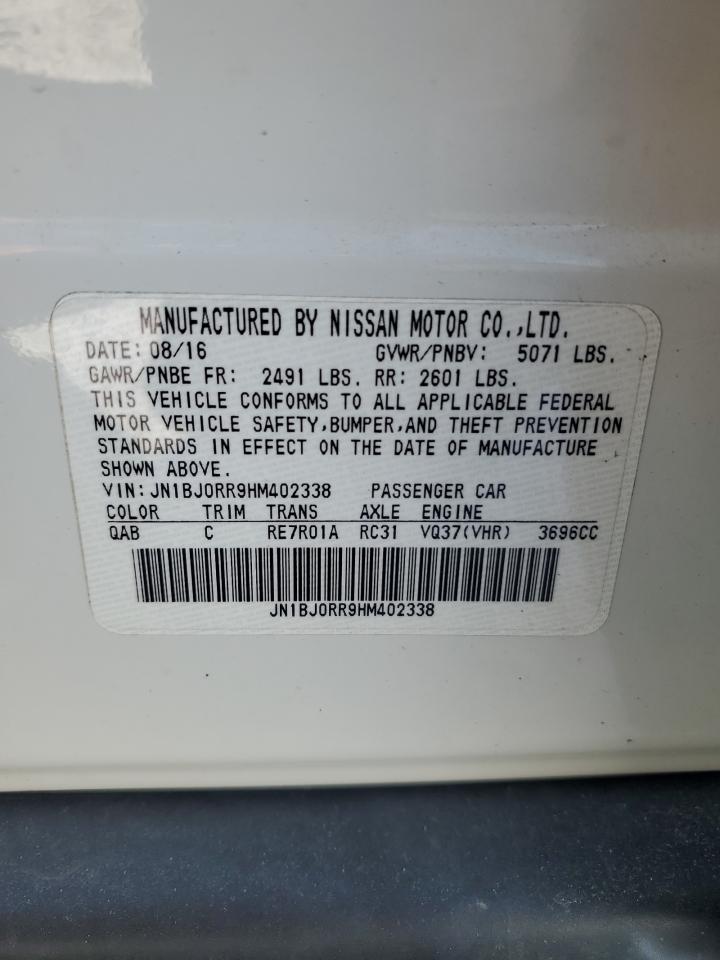 MANUFACTURED BY NISSAN MOTOR CO.,LTD.
DATE: 08/16 GVWR/PNBV: 5071 LBS.
GAWR/PNBE FR: 2491 LBS. RR: 2601 LBS.
THIS VEHICLE CONFORMS TO ALL APPLICABLE FEDERAL
MOTOR VEHICLE SAFETY,BUMPER,AND THEFT PREVENTION
STANDARDS IN EFFECT ON THE DATE OF MANUFACTURE
SHOWN ABOVE.
VIN: JN1BJ0RR9HM402338 PASSENGER CAR
COLOR TRIM TRANS AXLE ENGINE
QAB C RE7R01A RC31 VQ37(VHR) 3696CC
JN1BJ0RR9HM402338